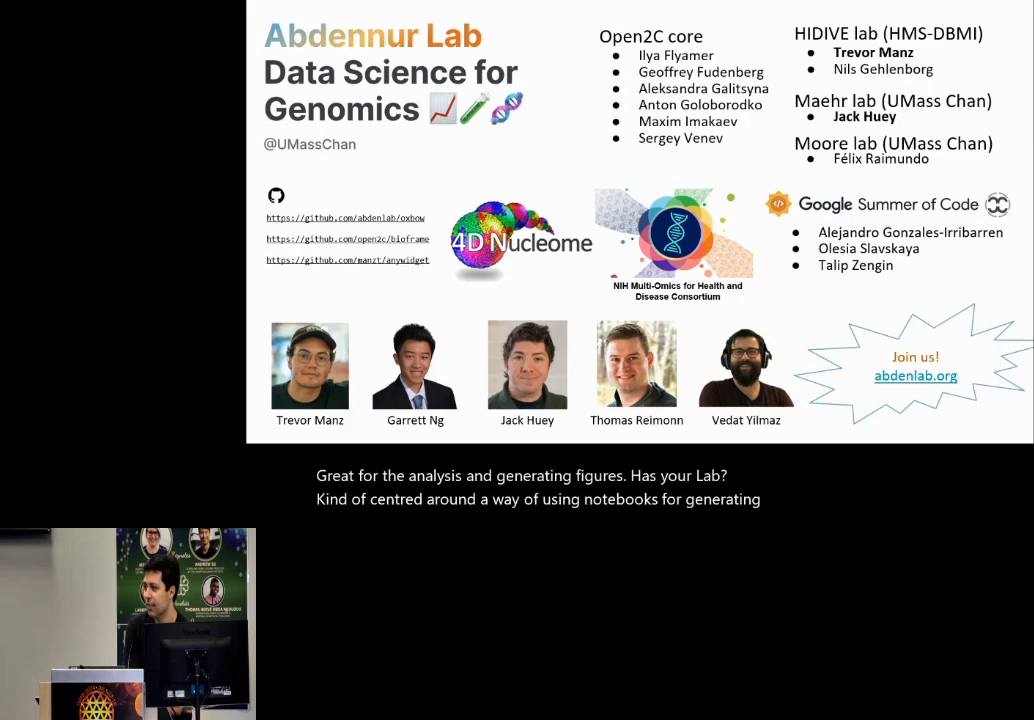 Abdennur Lab
Data Science for
Genomics
@UMassChan
Open2C core
Ilya Flyamer
Geoffrey Fudenberg
Aleksandra Galitsyna
Anton Goloborodko
Maxim Imakaev
Sergey Venev
HIDIVE lab (HMS-DBMI)
Trevor Manz
Nils Gehlenborg
Maehr lab (UMass Chan)
Jack Huey
Moore lab (UMass Chan)
Félix Raimundo
https://github.com/abdenlab/oxbow
https://github.com/open2c/bioframe
https://github.com/manzt/anywidget
4D Nucleome
NIH Multi-Omics for Health and
Disease Consortium
Google Summer of Code
Alejandro Gonzales-Irribarren
Olesia Slavskaya
Talip Zengin
Trevor Manz
Garrett Ng
Jack Huey
Thomas Reimonn
Vedat Yilmaz
Join us!
abdenlab.org
Great for the analysis and generating figures. Has your Lab?
Kind of centred around a way of using notebooks for generating
ANDREW SU
ViewSonic